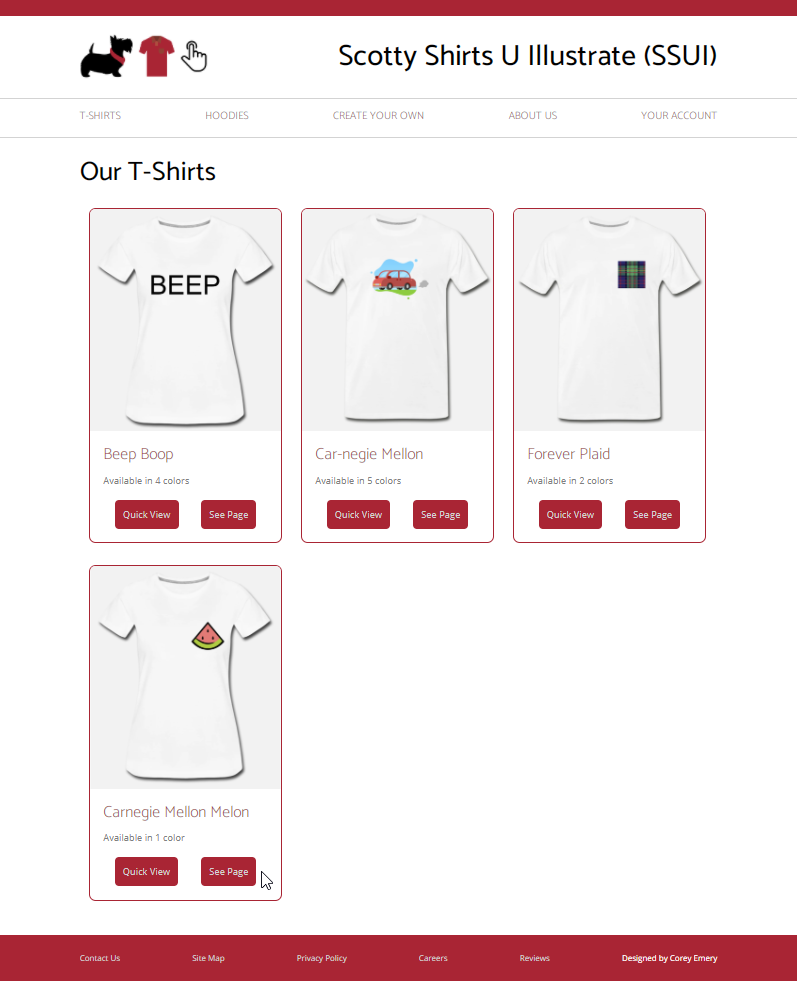 Scotty Shirts U Illustrate (SSUI)
T-SHIRTS HOODIES CREATE YOUR OWN ABOUT US YOUR ACCOUNT
Our T-Shirts
BEEP
Beep Boop
Available in 4 colors
Quick View See Page
Car-negie Mellon
Available in 5 colors
Quick View See Page
Forever Plaid
Available in 2 colors
Quick View See Page
Carnegie Mellon Melon
Available in 1 color
Quick View See Page
Contact Us Site Map Privacy Policy Careers Reviews Designed by Corey Emery